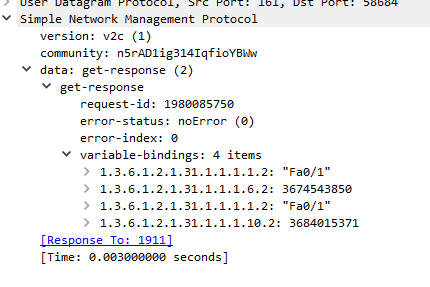 User Datagram Protocol, Src Port: 161, Dst Port: 58684
Simple Network Management Protocol
version: v2c (1)
community: n5rAD1ig314IqfioYBWw
data: get-response (2)
get-response
request-id: 1980085750
error-status: noError (0)
error-index: 0
variable-bindings: 4 items
1.3.6.1.2.1.31.1.1.1.1.2: "Fa0/1"
1.3.6.1.2.1.31.1.1.1.6.2: 3674543850
1.3.6.1.2.1.31.1.1.1.1.2: "Fa0/1"
1.3.6.1.2.1.31.1.1.1.10.2: 3684015371
[Response To: 1911]
[Time: 0.003000000 seconds]